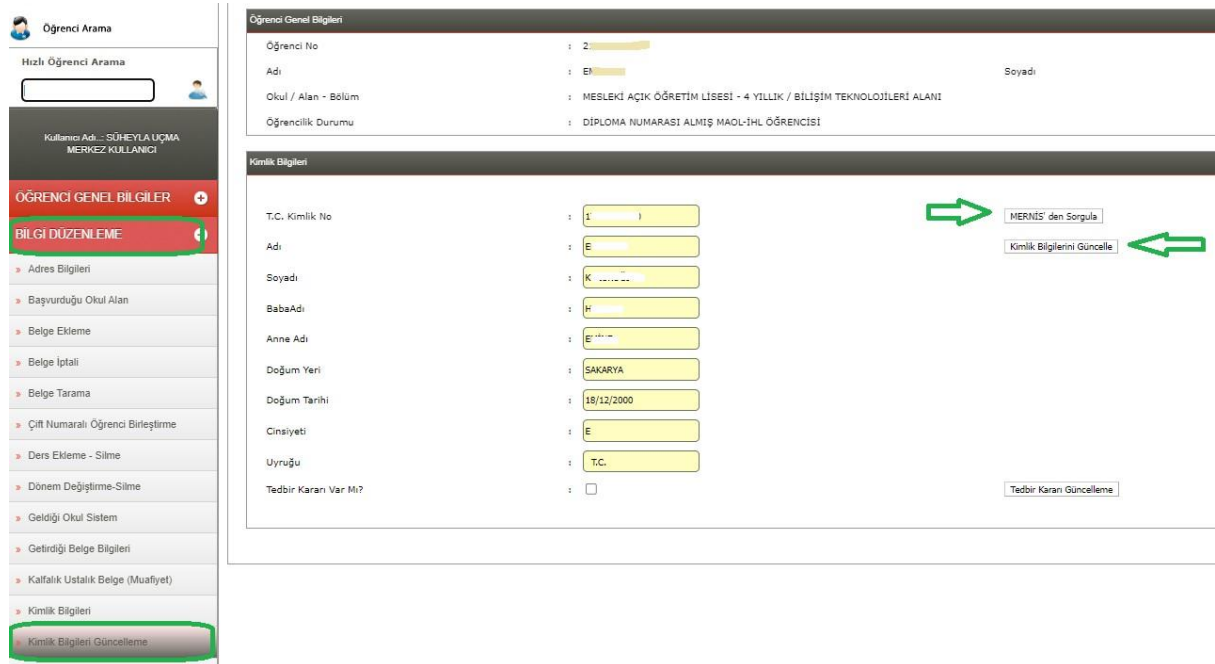 Öğrenci Arama
Hızlı Öğrenci Arama
Kullanıcı Adı..: SÜHEYLA UÇMA
MERKEZ KULLANICI
ÖĞRENCİ GENEL BİLGİLER
BİLGİ DÜZENLEME
» Adres Bilgileri
» Başvurduğu Okul Alan
» Belge Ekleme
» Belge İptali
» Belge Tarama
» Çift Numaralı Öğrenci Birleştirme
» Ders Ekleme - Silme
» Dönem Değiştirme-Silme
» Geldiği Okul Sistem
» Getirdiği Belge Bilgileri
» Kalfalık Ustalık Belge (Muafiyet)
» Kimlik Bilgileri
» Kimlik Bilgileri Güncelleme
Öğrenci Genel Bilgileri
Öğrenci No : 2
Adı : Soyadı
Okul / Alan - Bölüm : MESLEKİ AÇIK ÖĞRETİM LİSESİ - 4 YILLIK / BİLİŞİM TEKNOLOJİLERİ ALANI
Öğrencilik Durumu : DİPLOMA NUMARASI ALMIŞ MAOL-İHL ÖĞRENCİSİ
Kimlik Bilgileri
T.C. Kimlik No : 1 MERNİS' den Sorgula
Adı : E Kimlik Bilgilerini Güncelle
Soyadı : K
BabaAdı : H
Anne Adı :
Doğum Yeri : SAKARYA
Doğum Tarihi : 18/12/2000
Cinsiyeti : E
Uyruğu : T.C.
Tedbir Kararı Var Mı? : Tedbir Kararı Güncelleme